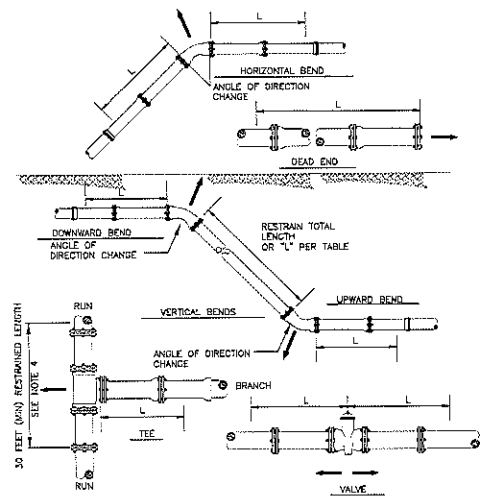 L
L
HORIZONTAL BEND
ANGLE OF DIRECTION
CHANGE
L
DEAD END
L
DOWNWARD BEND
ANGLE OF
DIRECTION CHANGE
RESTRAIN TOTAL
LENGTH
OR "L" PER TABLE
VERTICAL BENDS
UPWARD BEND
ANGLE OF DIRECTION
CHANGE
L
RUN
30 FEET (MIN) RESTRAINED LENGTH
SEE NOTE 4
BRANCH
L
TEE
RUN
L
L
VALVE